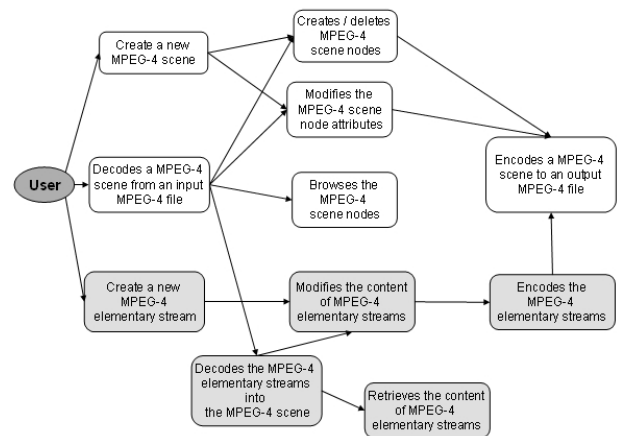 Creates / deletes
MPEG-4
scene nodes
Create a new
MPEG-4 scene
Modifies the
MPEG-4 scene
node attributes
User
Decodes a MPEG-4
scene from an input
MPEG-4 file
Encodes a MPEG-4
scene to an output
MPEG-4 file
Browses the
MPEG-4
scene nodes
Create a new
MPEG-4
elementary stream
Modifies the content
of MPEG-4
elementary streams
Encodes the
MPEG-4
elementary streams
Decodes the MPEG-4
elementary streams
into
the MPEG-4 scene
Retrieves the content
of MPEG-4
elementary streams